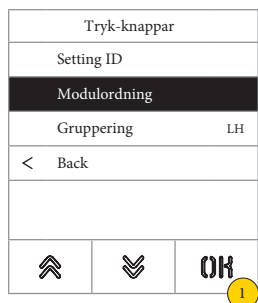 Tryk-knappar
Setting ID
Modulordning
Gruppering LH
< Back
OK
1